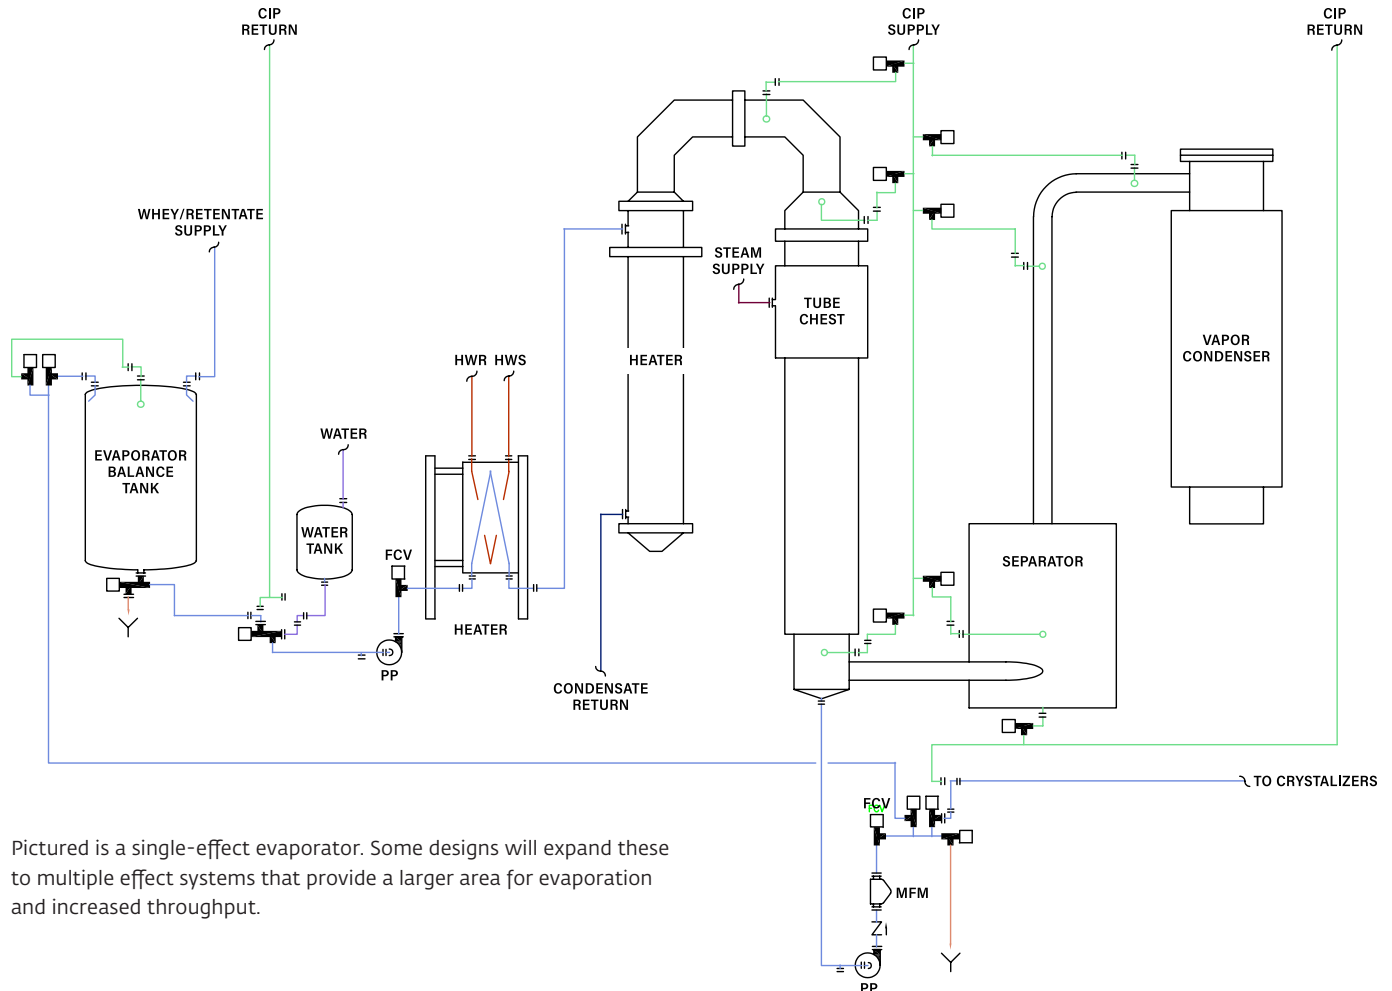 CIP
RETURN
CIP
SUPPLY
CIP
RETURN
WHEY/RETENTATE
SUPPLY
STEAM
SUPPLY
TUBE
CHEST
VAPOR
CONDENSER
HWR HWS
HEATER
WATER
EVAPORATOR
BALANCE
TANK
WATER
TANK
FCV
SEPARATOR
HEATER
PP
CONDENSATE
RETURN
TO CRYSTALIZERS
FCV
FCV
MFM
PP
Pictured is a single-effect evaporator. Some designs will expand these
to multiple effect systems that provide a larger area for evaporation
and increased throughput.